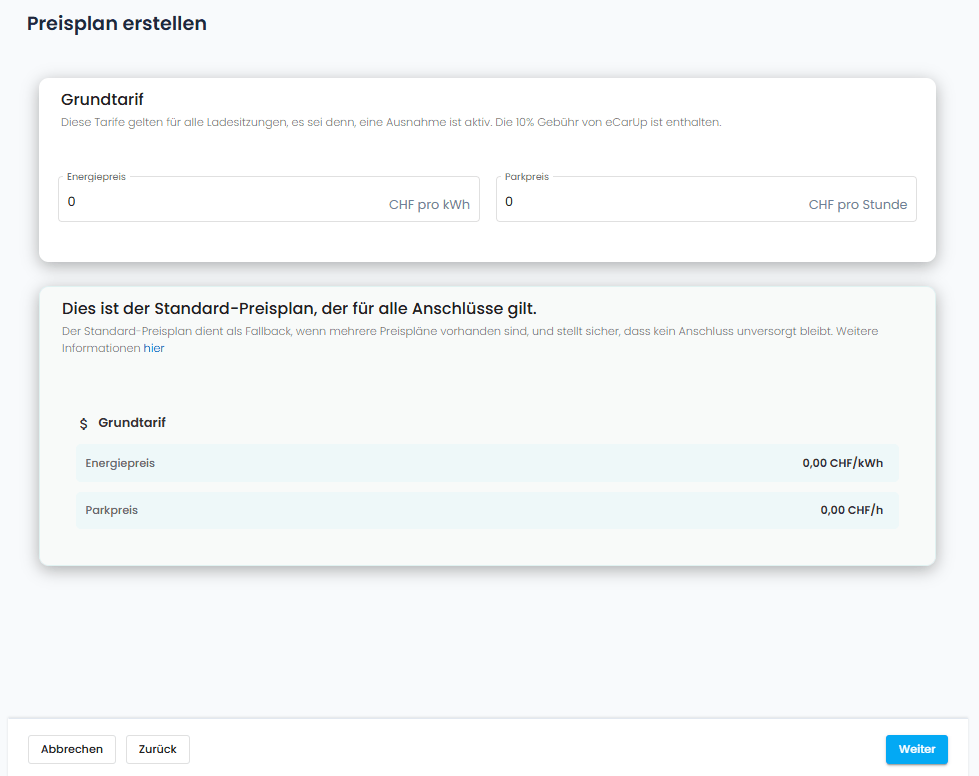 Preisplan erstellen
Grundtarif
Diese Tarife gelten für alle Ladesitzungen, es sei denn, eine Ausnahme ist aktiv. Die 10% Gebühr von eCarUp ist enthalten.
Energiepreis
0
CHF pro kWh
Parkpreis
0
CHF pro Stunde
Dies ist der Standard-Preisplan, der für alle Anschlüsse gilt.
Der Standard-Preisplan dient als Fallback, wenn mehrere Preispläne vorhanden sind, und stellt sicher, dass kein Anschluss unversorgt bleibt. Weitere
Informationen hier
$ Grundtarif
Energiepreis 0,00 CHF/kWh
Parkpreis 0,00 CHF/h
Abbrechen Zurück Weiter